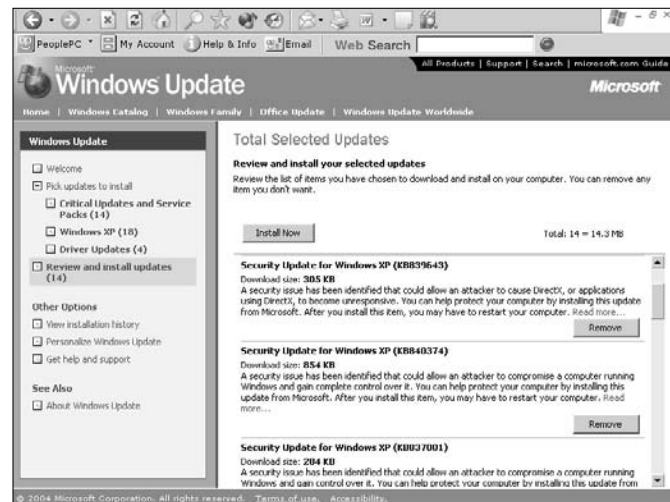 PeoplePC
My Account
Help & Info
Email
Web Search
All Products | Support | Search | microsoft.com Guide
Microsoft
Windows Update
Microsoft
Home | Windows Catalog | Windows Family | Office Update | Windows Update Worldwide
Windows Update
Welcome
Pick updates to install
Critical Updates and Service
Packs (14)
Windows XP (18)
Driver Updates (4)
Review and install updates
(14)
Other Options
View installation history
Personalize Windows Update
Get help and support
See Also
About Windows Update
Total Selected Updates
Review and install your selected updates
Review the list of items you have chosen to download and install on your computer. You can remove any
item you don't want.
Install Now
Total: 14 = 14.3 MB
Security Update for Windows XP (KB839643)
Download size: 305 KB
A security issue has been identified that could allow an attacker to cause DirectX, or applications
using DirectX, to become unresponsive. You can help protect your computer by installing this update
from Microsoft. After you install this item, you may have to restart your computer. Read more...
Remove
Security Update for Windows XP (KB840374)
Download size: 854 KB
A security issue has been identified that could allow an attacker to compromise a computer running
Windows and gain complete control over it. You can help protect your computer by installing this
update from Microsoft. After you install this item, you may have to restart your computer. Read
more...
Remove
Security Update for Windows XP (KB837001)
Download size: 284 KB
A security issue has been identified that could allow an attacker to compromise a computer running
Windows and gain control over it. You can help protect your computer by installing this update from
© 2004 Microsoft Corporation. All rights reserved. Terms of use. Accessibility.